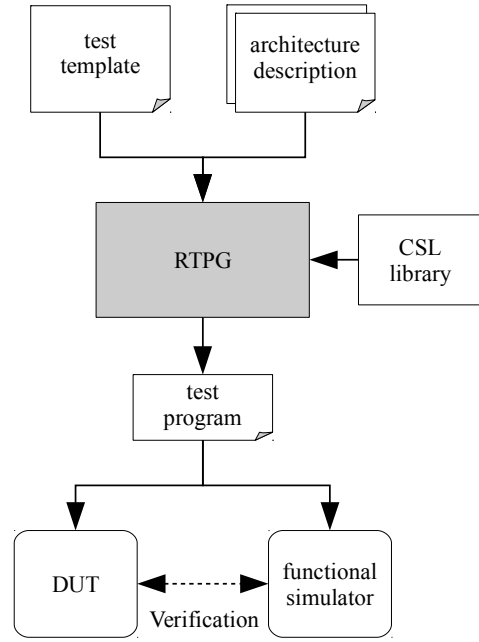 test
template
architecture
description
RTPG
CSL
library
test
program
DUT
functional
simulator
Verification